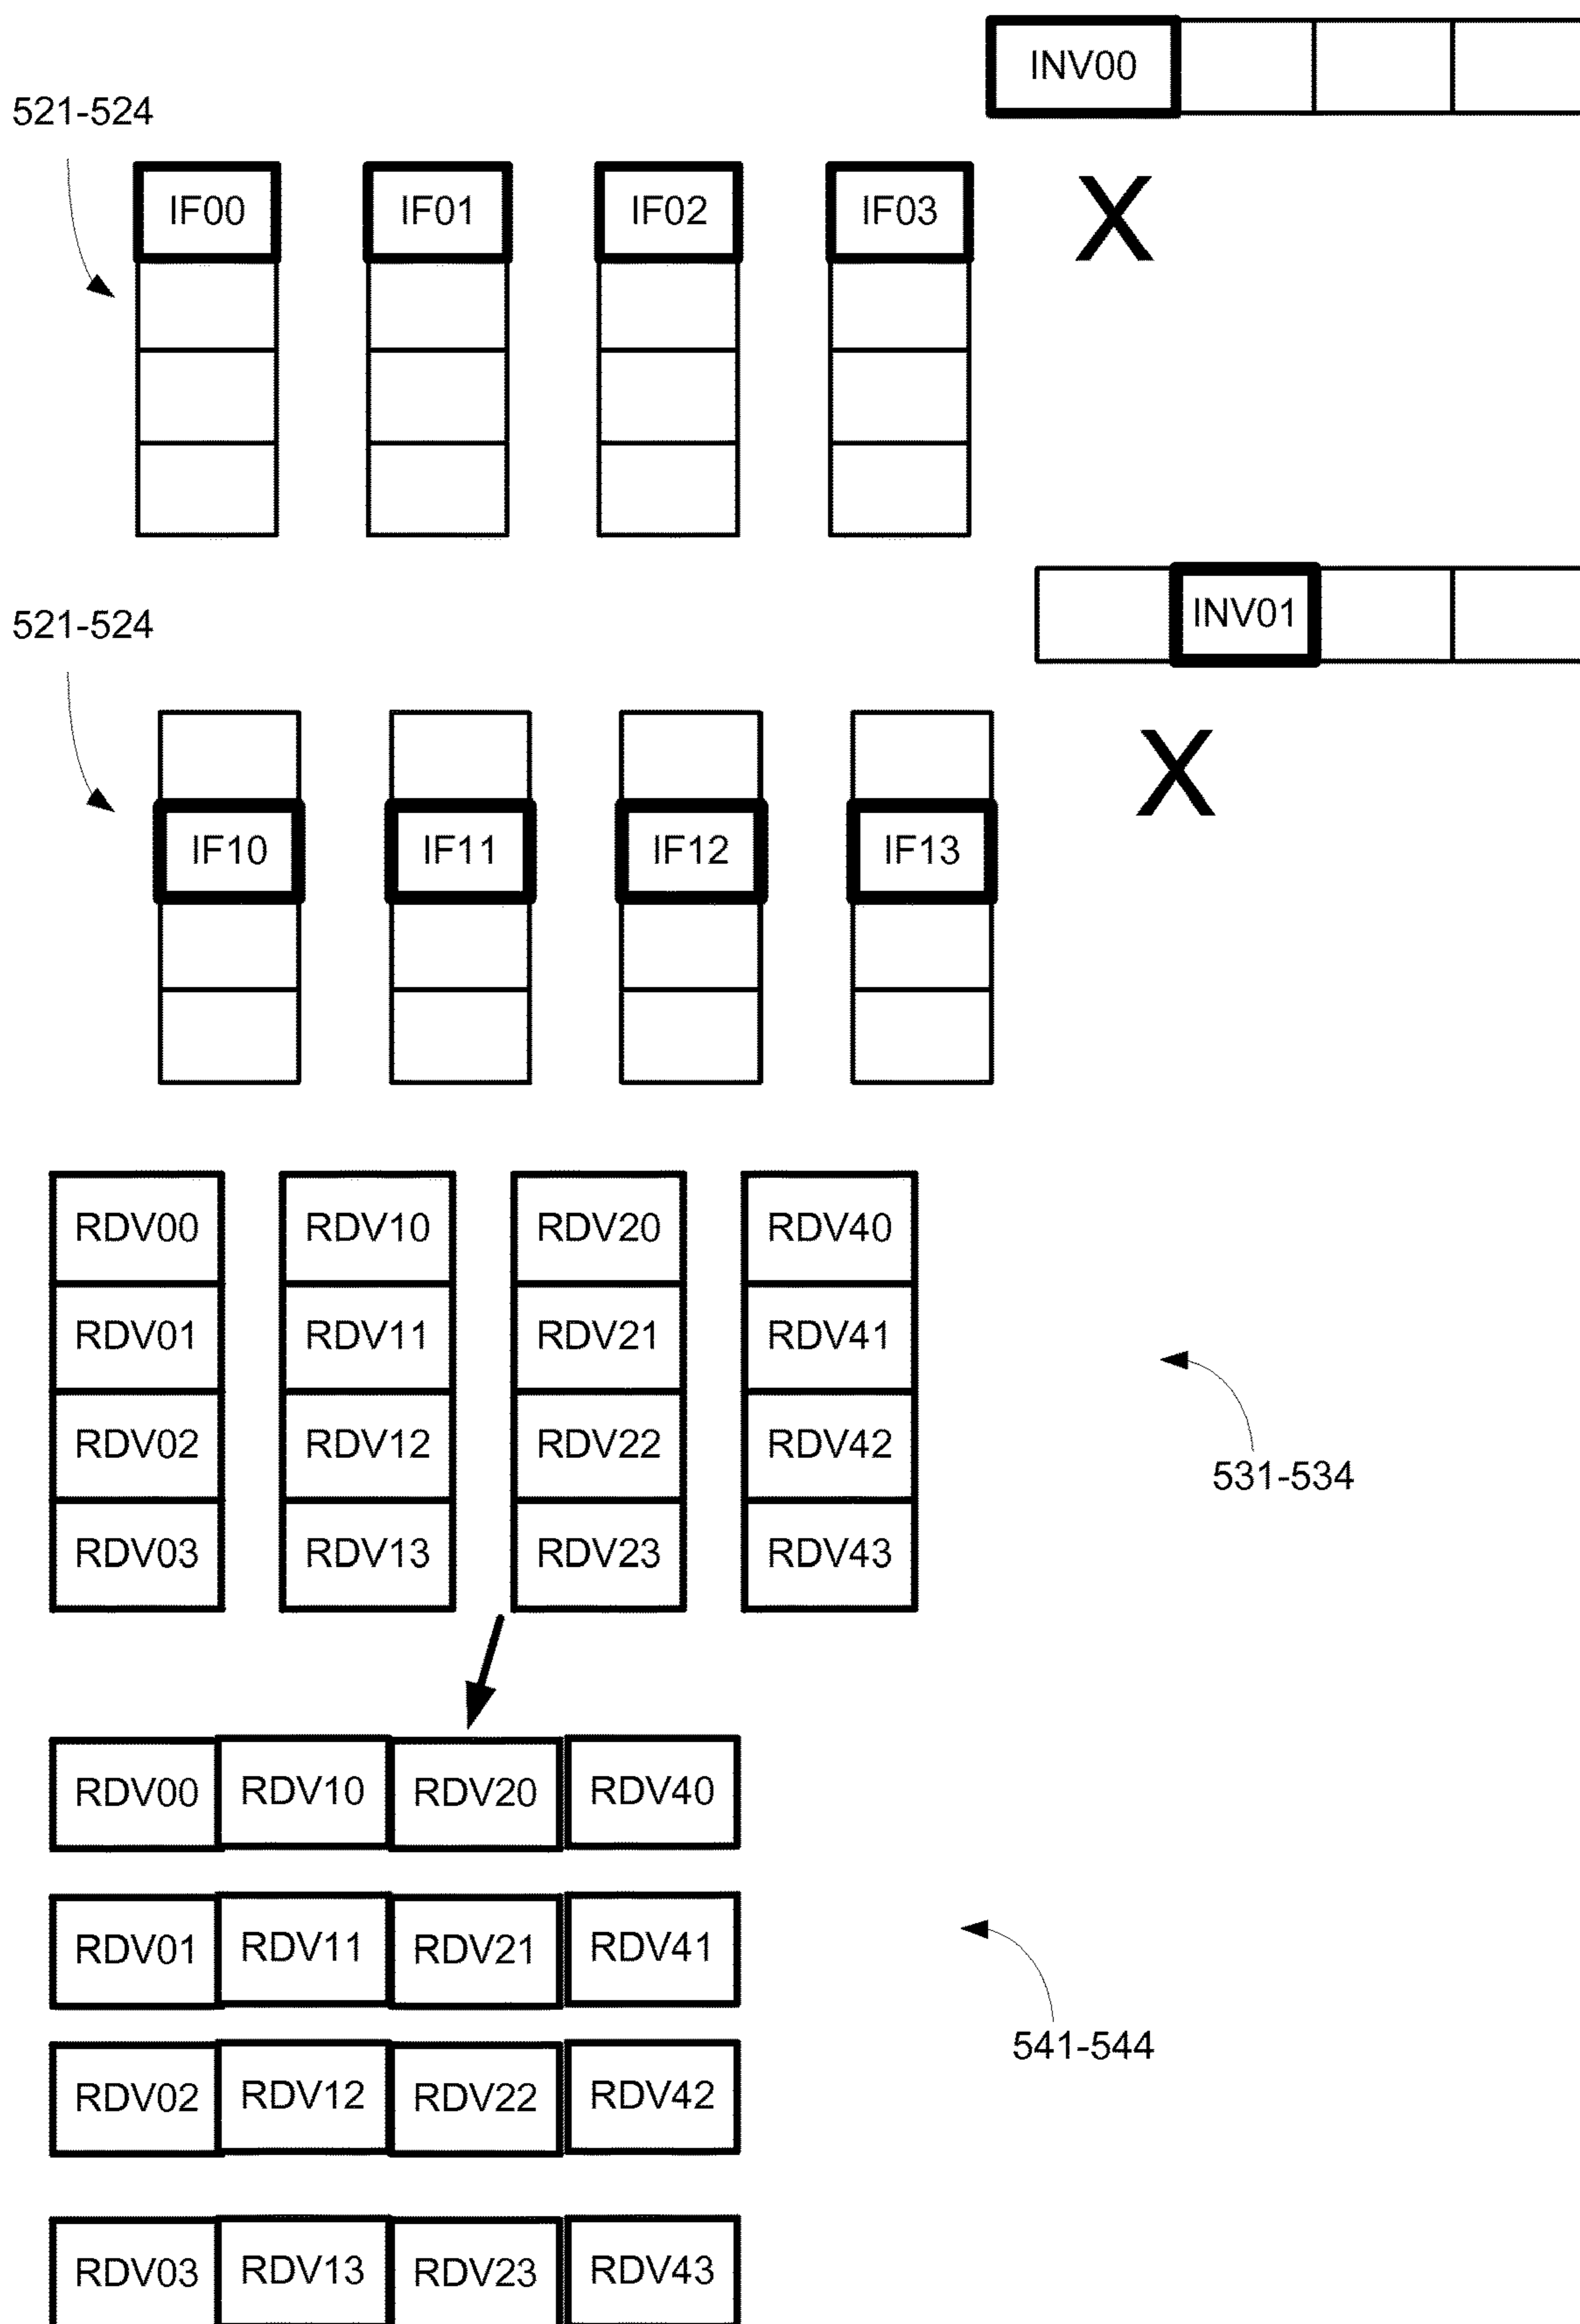 INV00
521-524
IF00 IF01 IF02 IF03 X
INV01
521-524
X
IF10 IF11 IF12 IF13
RDV00 RDV10 RDV20 RDV40
RDV01 RDV11 RDV21 RDV41
RDV02 RDV12 RDV22 RDV42
531-534
RDV03 RDV13 RDV23 RDV43
RDV00 RDV10 RDV20 RDV40
RDV01 RDV11 RDV21 RDV41
541-544
RDV02 RDV12 RDV22 RDV42
RDV03 RDV13 RDV23 RDV43